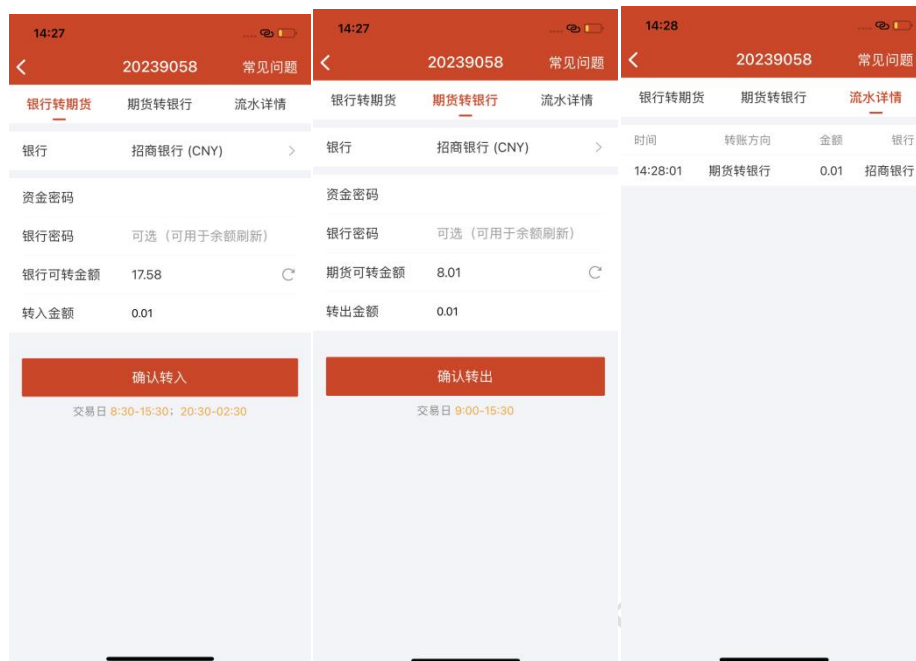 14:27
20239058 常见问题
银行转期货 期货转银行 流水详情
银行 招商银行 (CNY)
资金密码
银行密码 可选（可用于余额刷新）
银行可转金额 17.58
转入金额 0.01
确认转入
交易日 8:30-15:30；20:30-02:30
14:27
20239058 常见问题
银行转期货 期货转银行 流水详情
银行 招商银行 (CNY)
资金密码
银行密码 可选（可用于余额刷新）
期货可转金额 8.01
转出金额 0.01
确认转出
交易日 9:00-15:30
14:28
20239058 常见问题
银行转期货 期货转银行 流水详情
时间 转账方向 金额 银行
14:28:01 期货转银行 0.01 招商银行